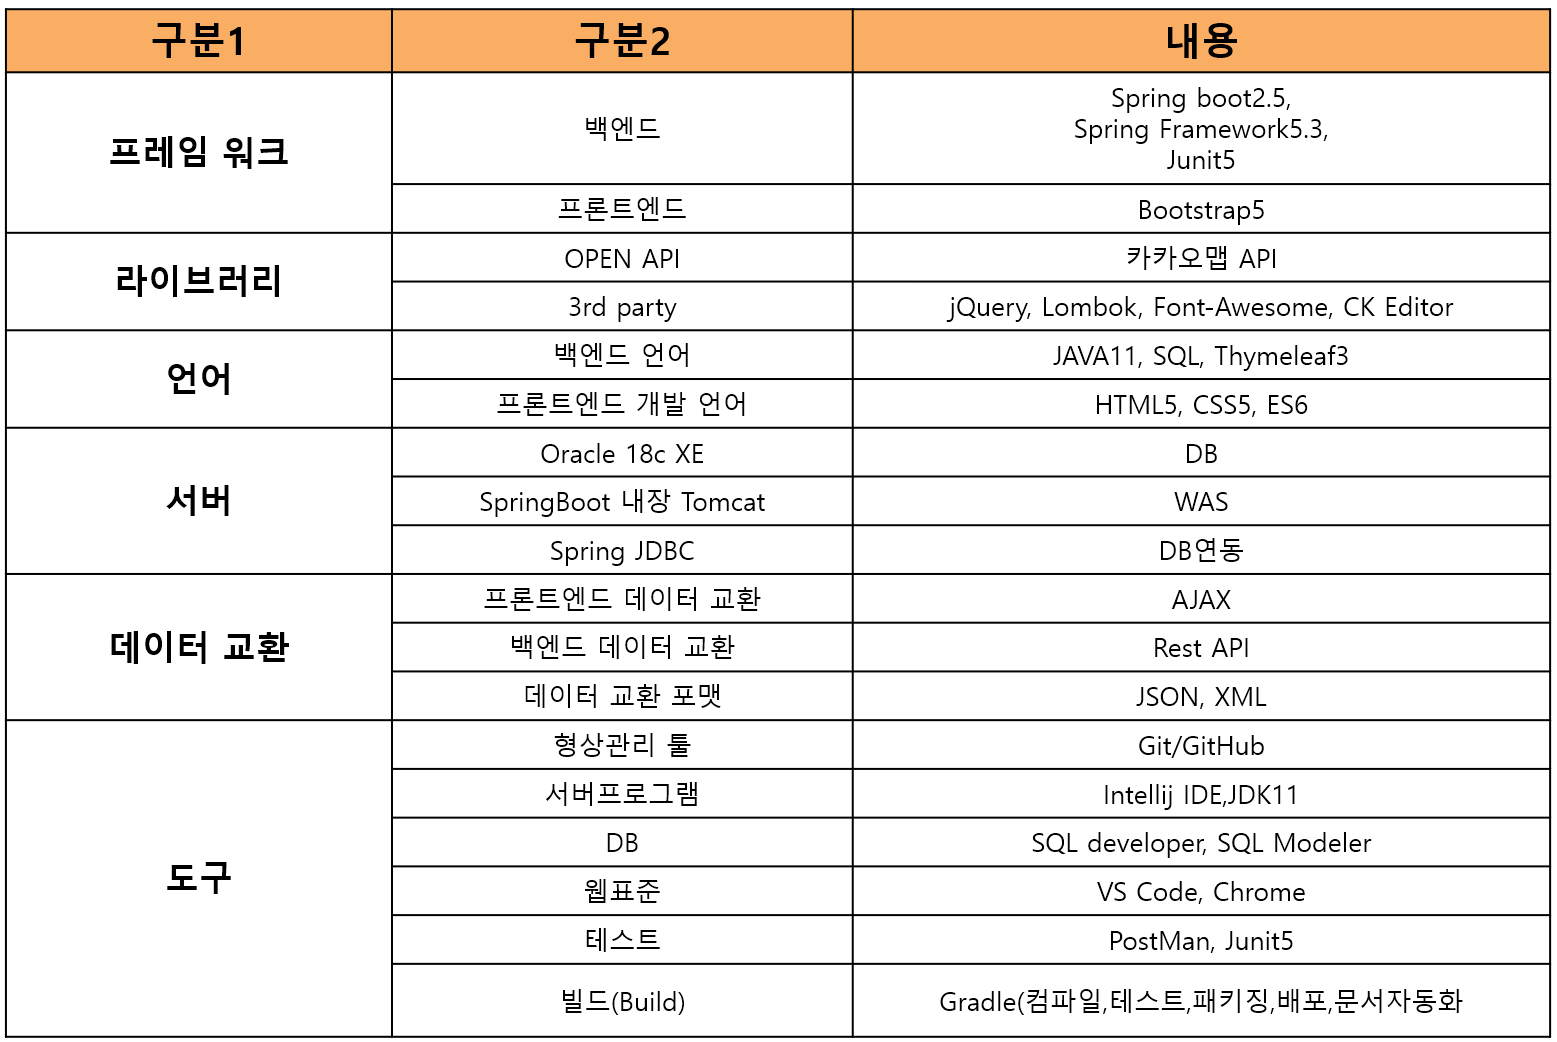 구분1 구분2 내용
프레임 워크
백엔드
Spring boot2.5,
Spring Framework5.3,
Junit5
프론트엔드 Bootstrap5
라이브러리
OPEN API 카카오맵 API
3rd party jQuery, Lombok, Font-Awesome, CK Editor
언어
백엔드 언어 JAVA11, SQL, Thymeleaf3
프론트엔드 개발 언어 HTML5, CSS5, ES6
서버
Oracle 18c XE DB
SpringBoot 내장 Tomcat WAS
Spring JDBC DB연동
데이터 교환
프론트엔드 데이터 교환 AJAX
백엔드 데이터 교환 Rest API
데이터 교환 포맷 JSON, XML
도구
형상관리 툴 Git/GitHub
서버프로그램 Intellij IDE,JDK11
DB SQL developer, SQL Modeler
웹표준 VS Code, Chrome
테스트 PostMan, Junit5
빌드(Build) Gradle(컴파일,테스트,패키징,배포,문서자동화